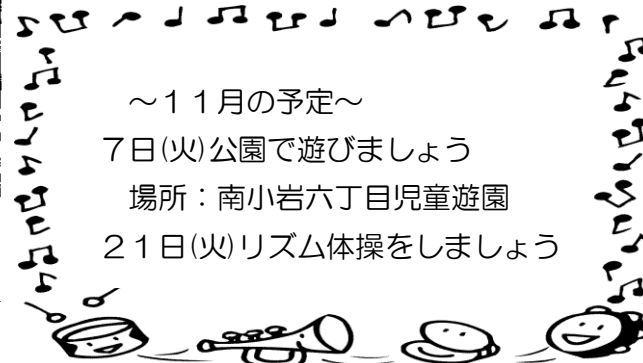 ～１１月の予定～
７日(火)公園で遊びましょう
場所：南小岩六丁目児童遊園
２１日(火)リズム体操をしましょう